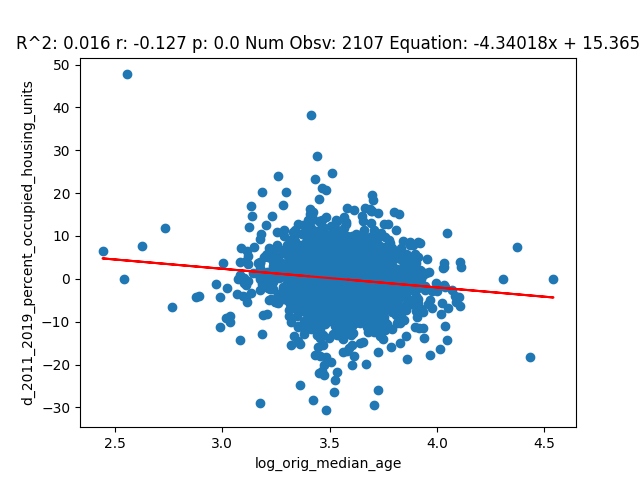 R^2: 0.016 r: -0.127 p: 0.0 Num Obsv: 2107 Equation: -4.34018x + 15.365
d_2011_2019_percent_occupied_housing_units
50
40
30
20
10
0
−10
−20
−30
2.5 3.0 3.5 4.0 4.5
log_orig_median_age